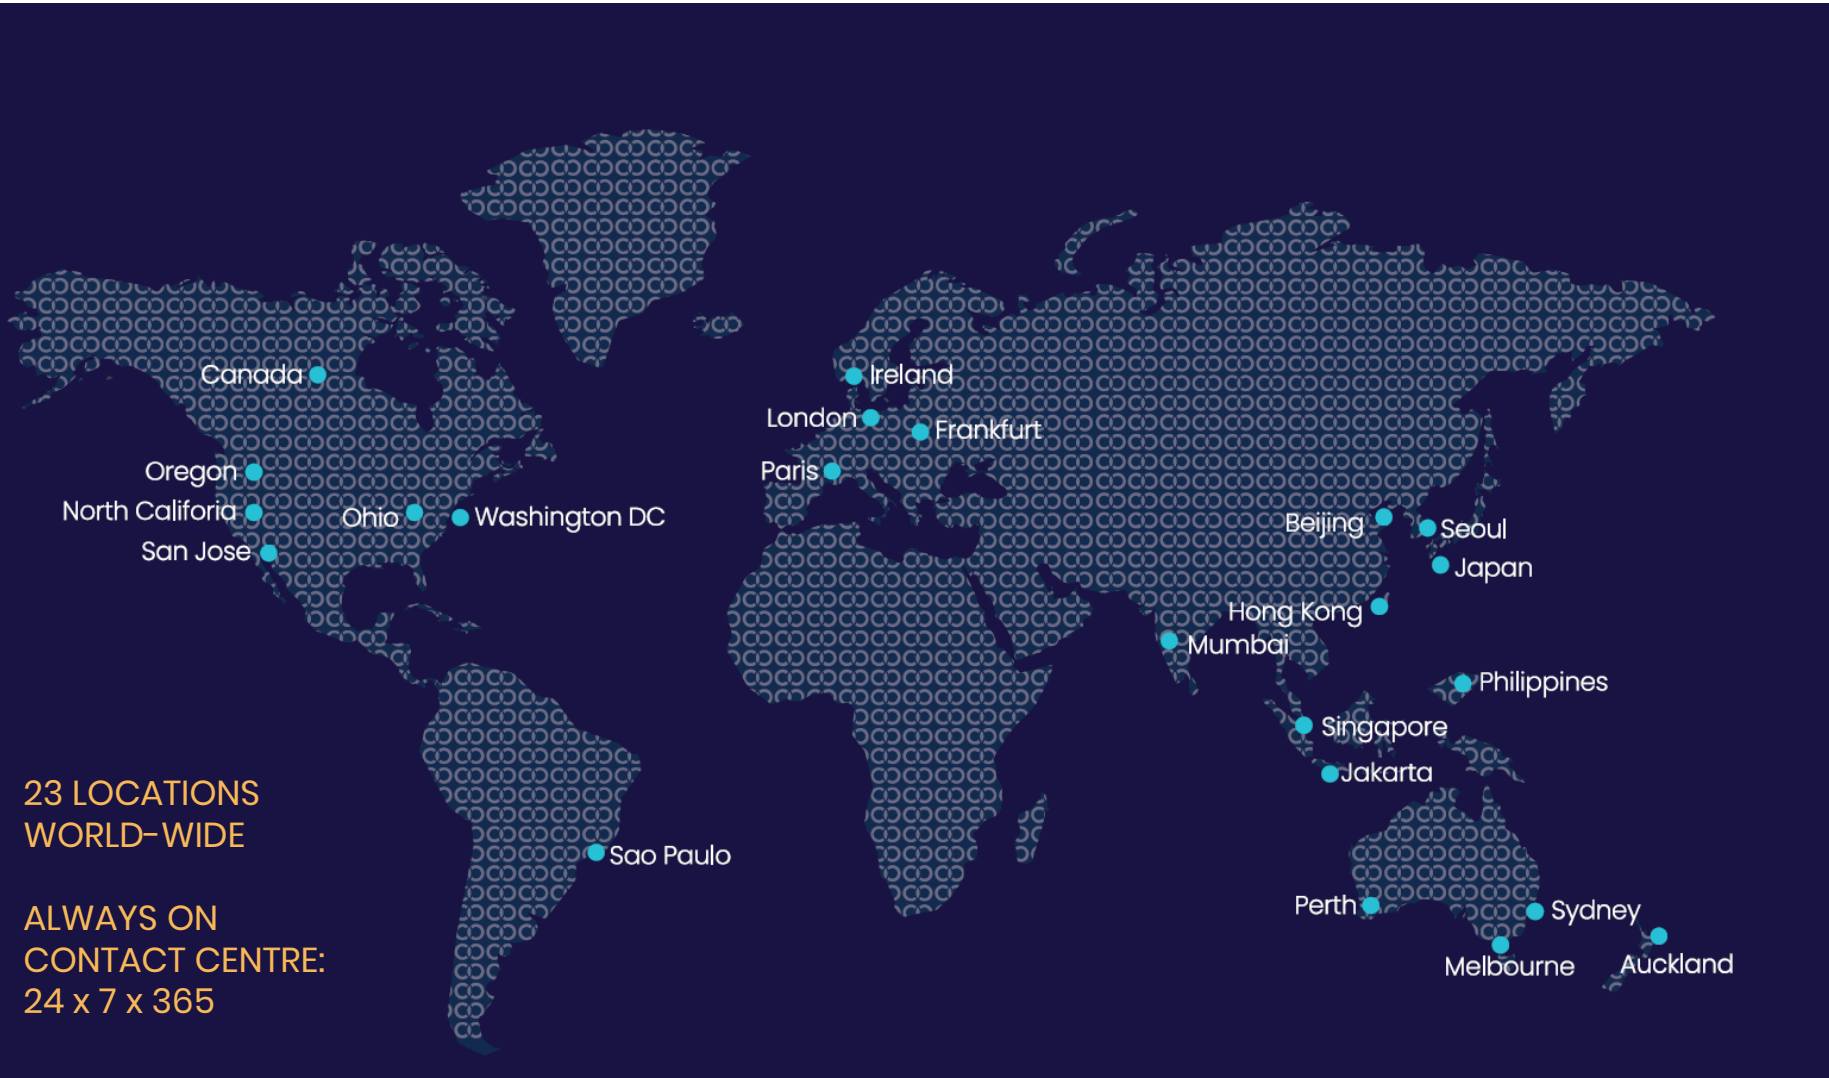 Canada
Ireland
London
Frankfurt
Oregon
Paris
North Califoria
Ohio
Washington DC
Beijing
Seoul
San Jose
Japan
Hong Kong
Mumbai
Philippines
Singapore
Jakarta
23 LOCATIONS
WORLD-WIDE
Sao Paulo
Perth
Sydney
ALWAYS ON
CONTACT CENTRE:
24 x 7 x 365
Melbourne
Auckland